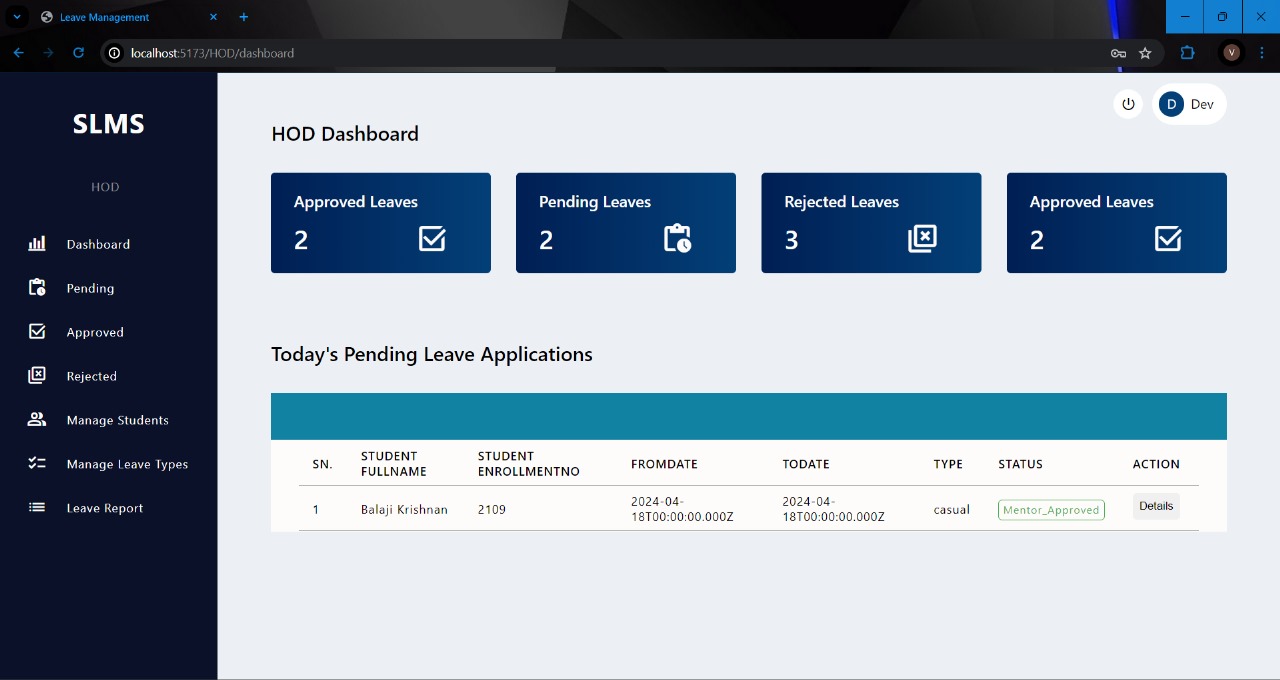 Leave Management
localhost:5173/HOD/dashboard
V
SLMS
HOD
Dashboard
Pending
Approved
Rejected
Manage Students
Manage Leave Types
Leave Report
D Dev
HOD Dashboard
Approved Leaves
2
Pending Leaves
2
Rejected Leaves
3
Approved Leaves
2
Today's Pending Leave Applications
SN. STUDENT FULLNAME STUDENT ENROLLMENTNO FROMDATE TODATE TYPE STATUS ACTION
1 Balaji Krishnan 2109 2024-04-18T00:00:00.000Z 2024-04-18T00:00:00.000Z casual Mentor_Approved Details